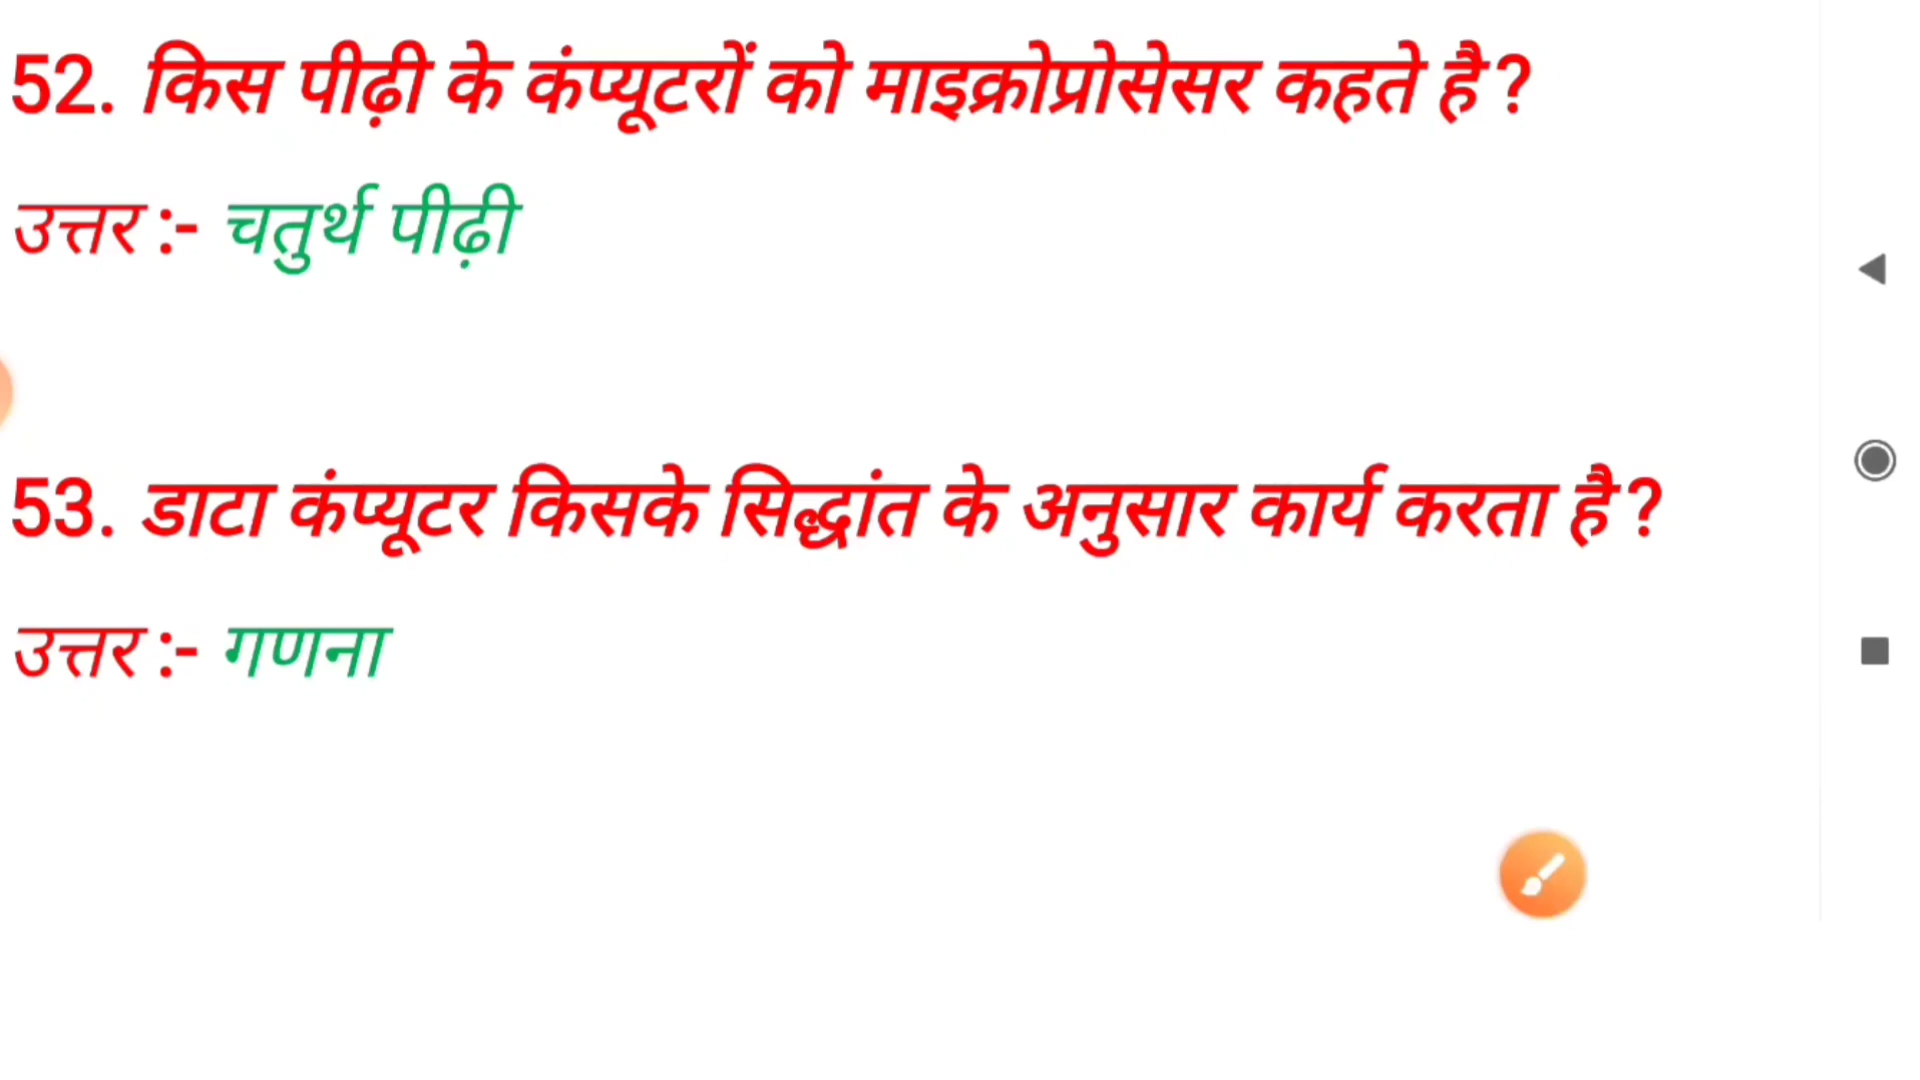 52. किस पीढ़ी के कंप्यूटरों को माइक्रोप्रोसेसर कहते है?
उत्तर :- चतुर्थ पीढ़ी
53. डाटा कंप्यूटर किसके सिद्धांत के अनुसार कार्य करता है?
उत्तर :- गणना